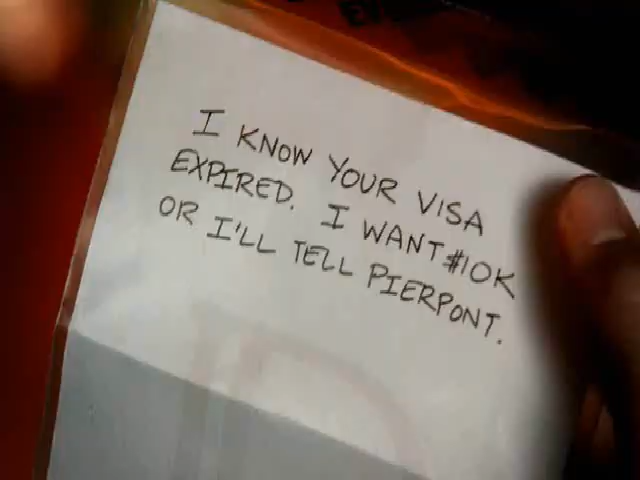 I KNOW YOUR VISA
EXPIRED. I WANT #10K
OR I'LL TELL PIERPONT.